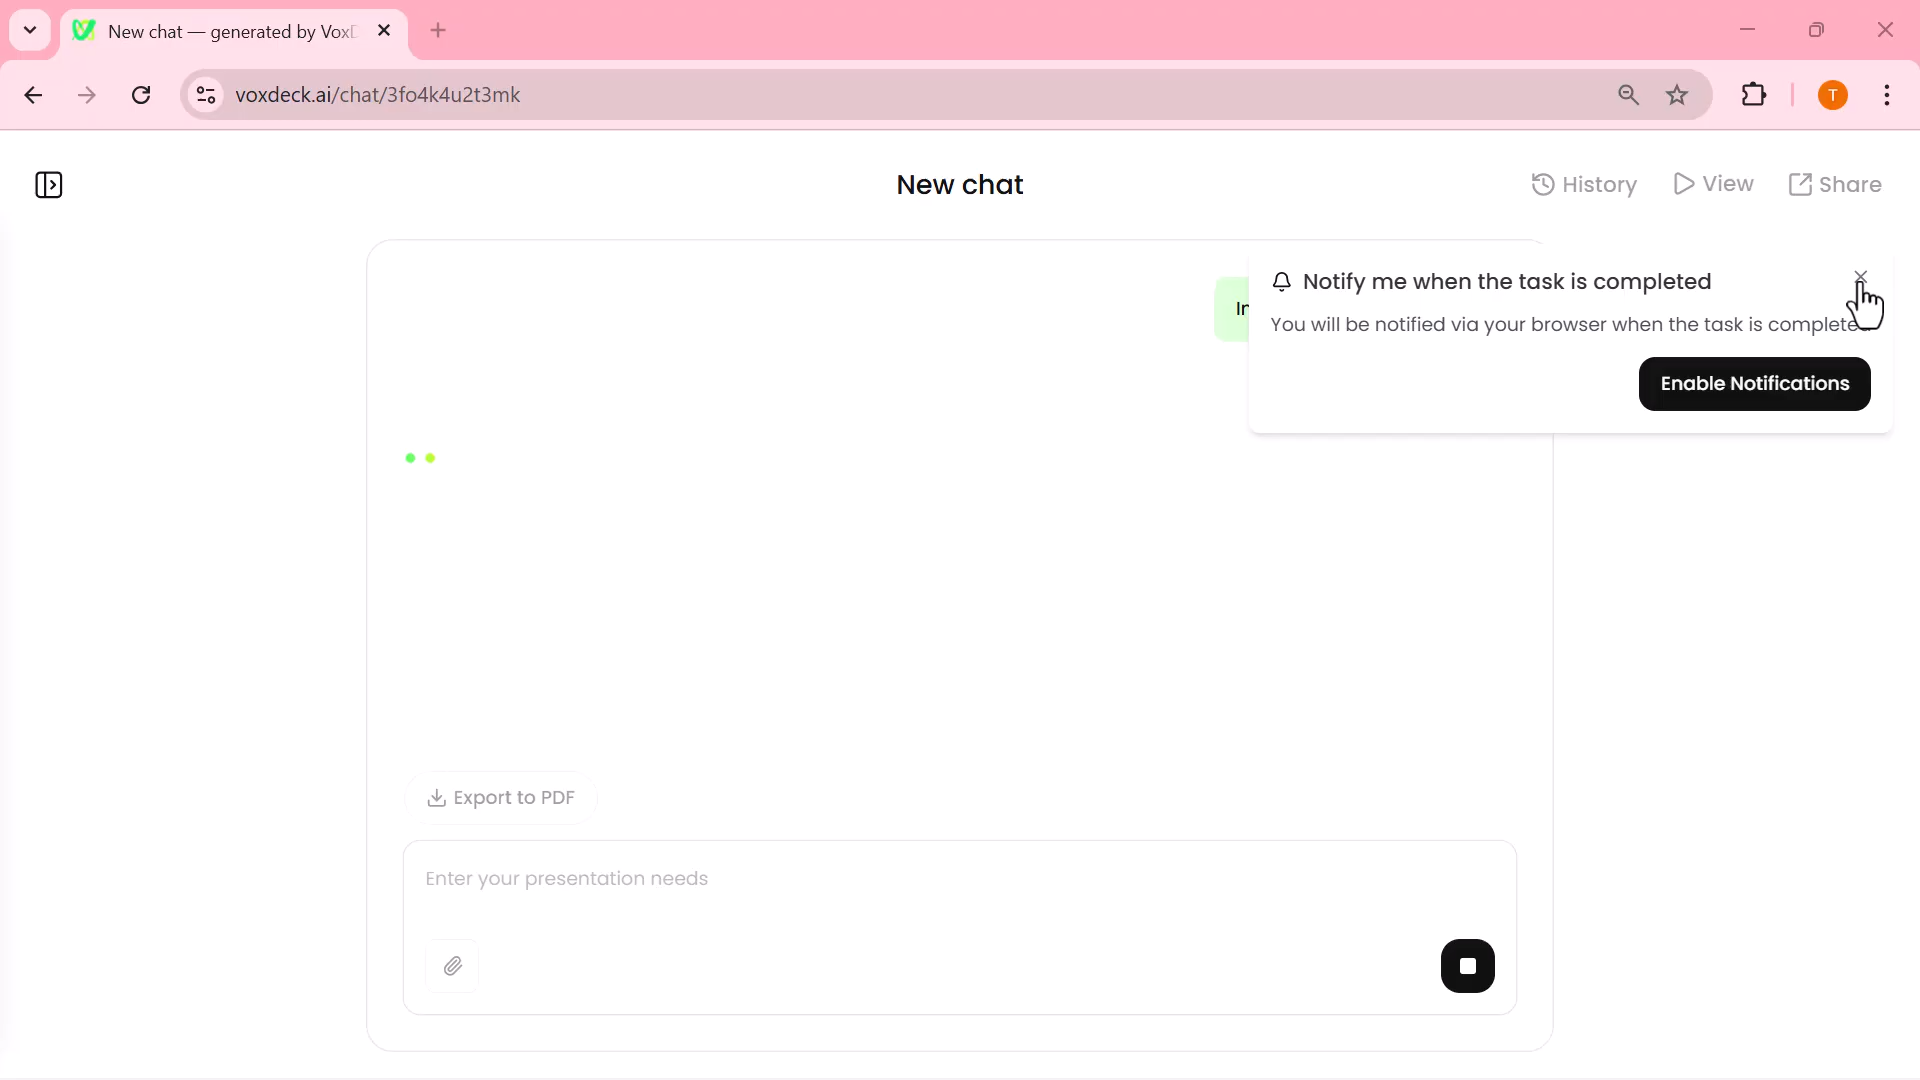 New chat — generated by Vox
voxdeck.ai/chat/3fo4k4u2t3mk
T
New chat
History
View
Share
Notify me when the task is completed
You will be notified via your browser when the task is completed
Enable Notifications
Export to PDF
Enter your presentation needs